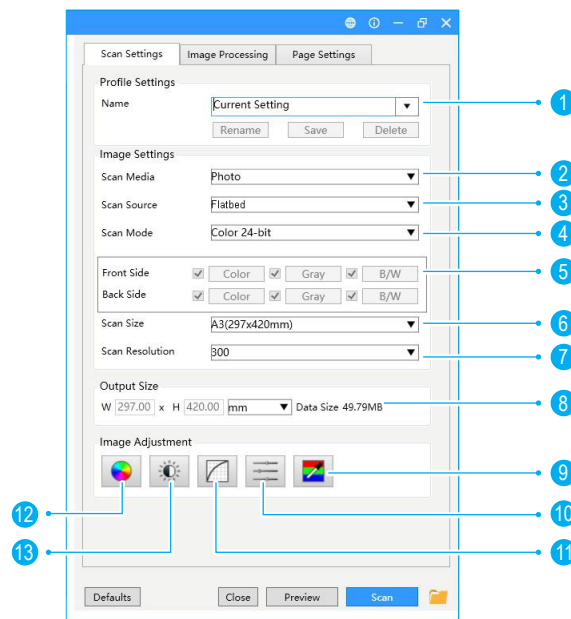 Scan Settings Image Processing Page Settings
Profile Settings
Name Current Setting 1
Rename Save Delete
Image Settings
Scan Media Photo 2
Scan Source Flatbed 3
Scan Mode Color 24-bit 4
Front Side Color Gray B/W 5
Back Side Color Gray B/W
Scan Size A3(297x420mm) 6
Scan Resolution 300 7
Output Size
W 297.00 x H 420.00 mm Data Size 49.79MB 8
Image Adjustment
9
12 10
13 11
Defaults Close Preview Scan